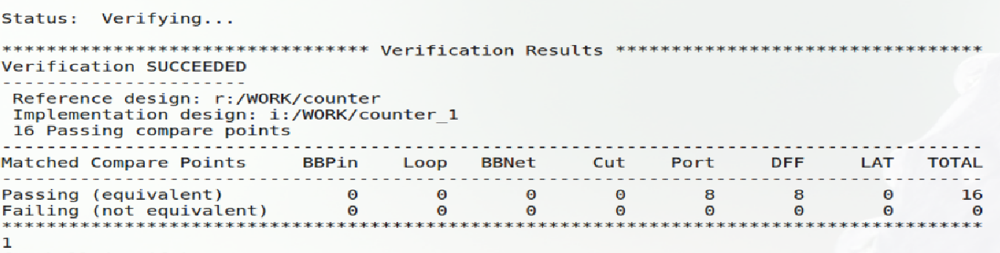 Status:  Verifying...
********************************* Verification Results *********************************
Verification SUCCEEDED
----------------------
 Reference design: r:/WORK/counter
 Implementation design: i:/WORK/counter_1
 16 Passing compare points
----------------------------------------------------------------------------------------
Matched Compare Points     BBPin    Loop   BBNet     Cut    Port     DFF     LAT   TOTAL
----------------------------------------------------------------------------------------
Passing (equivalent)           0       0       0       0       8       8       0      16
Failing (not equivalent)       0       0       0       0       0       0       0       0
****************************************************************************************
1